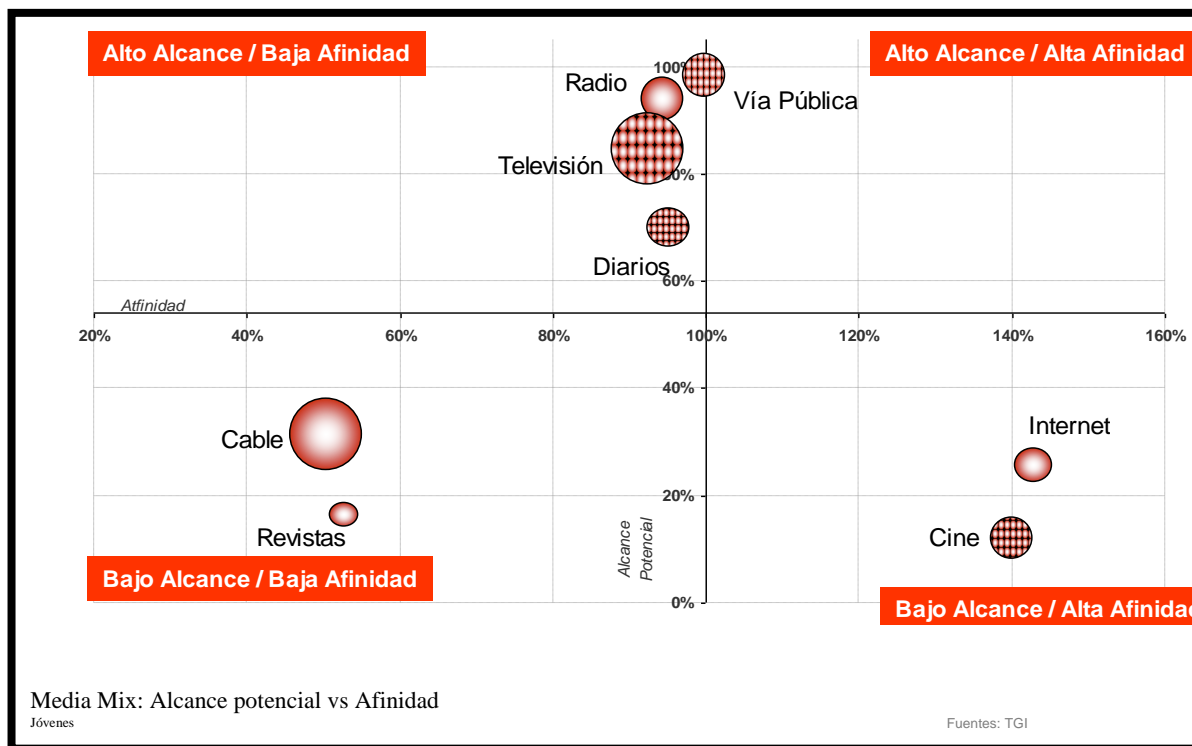 Alto Alcance / Baja Afinidad
Alto Alcance / Alta Afinidad
100%
Radio
Vía Pública
Televisión
80%
Diarios
60%
Atfinidad
20%
40%
60%
80%
100%
120%
140%
160%
40%
Internet
Cable
20%
Revistas
Alcance
Potencial
Cine
Bajo Alcance / Baja Afinidad
0%
Bajo Alcance / Alta Afinidad
Media Mix: Alcance potencial vs Afinidad
Jóvenes
Fuentes: TGI